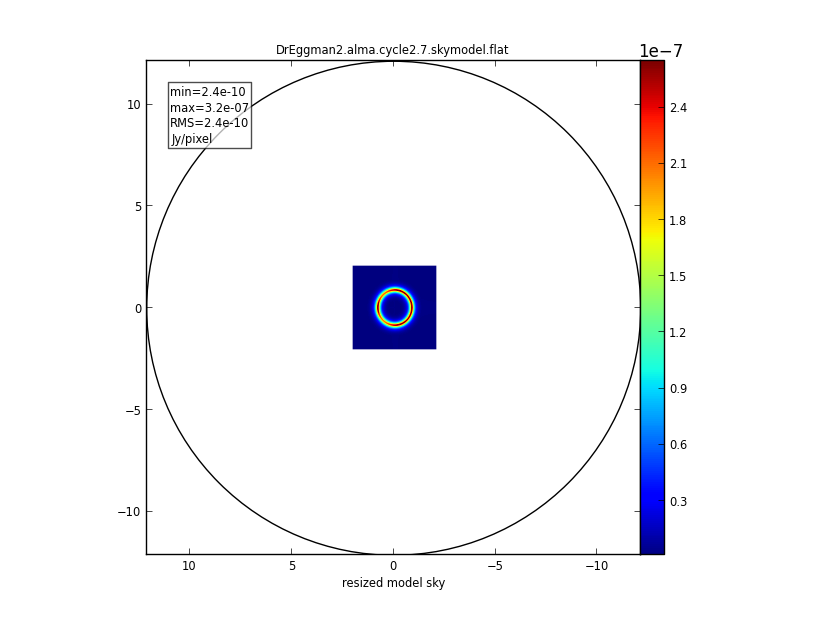 DrEggman2.alma.cycle2.7.skymodel.flat
1e−7
min=2.4e-10
max=3.2e-07
RMS=2.4e-10
Jy/pixel
10
5
0
−5
−10
2.4
2.1
1.8
1.5
1.2
0.9
0.6
0.3
10 5 0 −5 −10
resized model sky